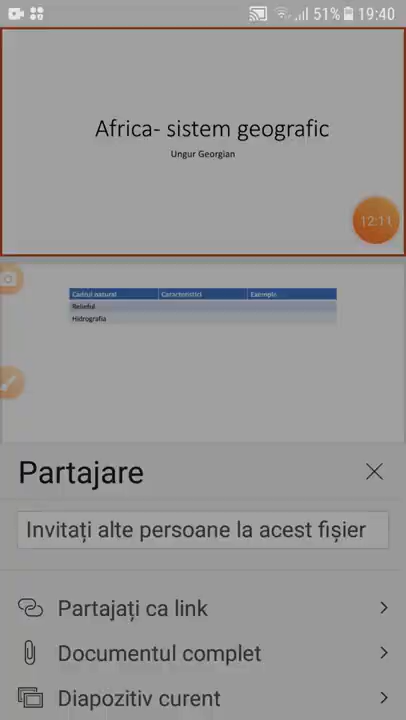 51% 19:40
Africa- sistem geografic
Ungur Georgian
12:11
Cadrul natural Caracteristici Exemple
Relieful
Hidrografia
Partajare
Invitați alte persoane la acest fișier
Partajați ca link
Documentul complet
Diapozitiv curent